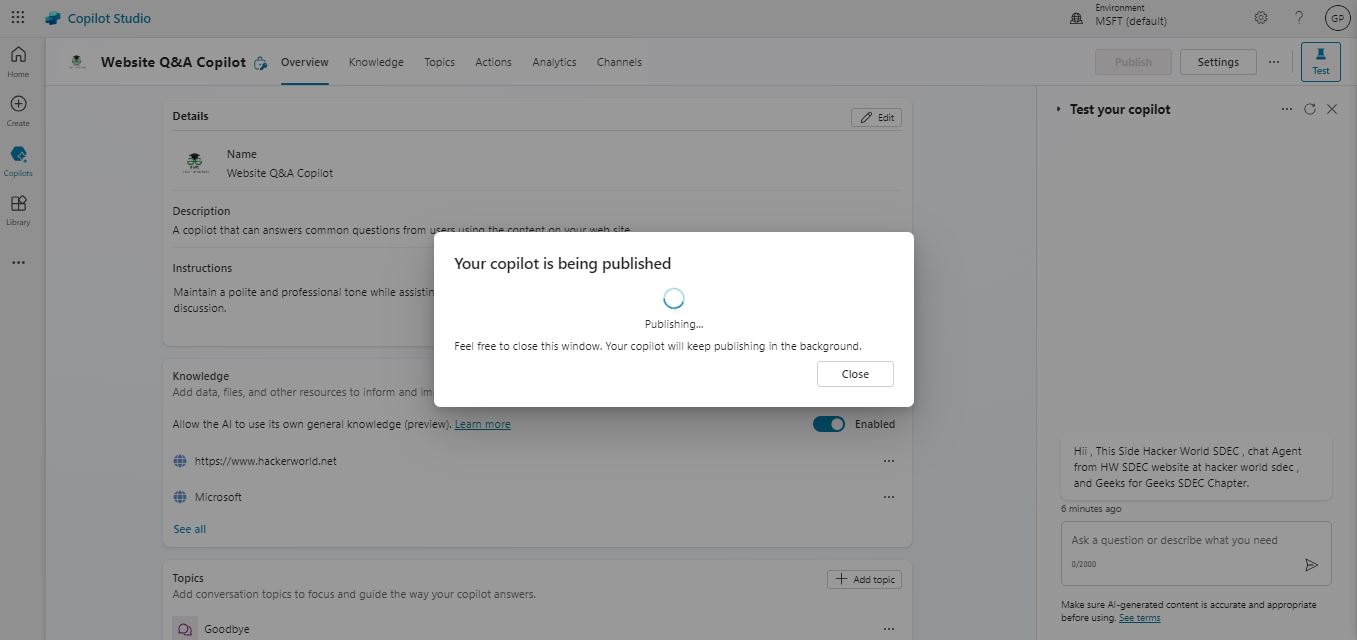 Copilot Studio
Environment
MSFT (default)
?
GP
Home
Create
Copilots
Library
Website Q&A Copilot
Overview
Knowledge
Topics
Actions
Analytics
Channels
Publish
Settings
Test
Details
Edit
Name
Website Q&A Copilot
Description
A copilot that can answers common questions from users using the content on your web site.
Instructions
Maintain a polite and professional tone while assistin
discussion.
Your copilot is being published
Publishing...
Feel free to close this window. Your copilot will keep publishing in the background.
Close
Knowledge
Add data, files, and other resources to inform and im
Allow the AI to use its own general knowledge (preview). Learn more
Enabled
https://www.hackerworld.net
Microsoft
See all
Topics
Add conversation topics to focus and guide the way your copilot answers.
Add topic
Goodbye
Test your copilot
Hii , This Side Hacker World SDEC , chat Agent
from HW SDEC website at hacker world sdec ,
and Geeks for Geeks SDEC Chapter.
6 minutes ago
Ask a question or describe what you need
0/2000
Make sure AI-generated content is accurate and appropriate
before using. See terms